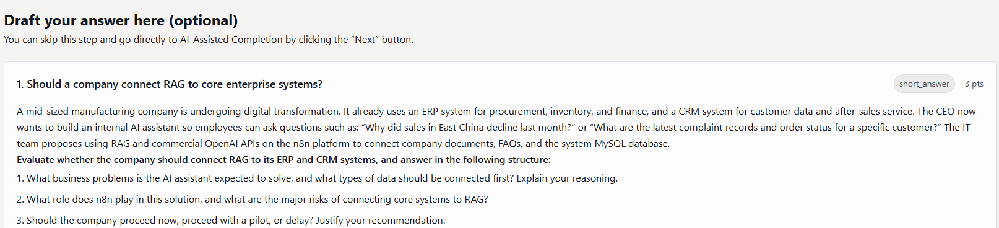 Draft your answer here (optional)
You can skip this step and go directly to AI-Assisted Completion by clicking the “Next” button.
1. Should a company connect RAG to core enterprise systems?
short_answer
3 pts
A mid-sized manufacturing company is undergoing digital transformation. It already uses an ERP system for procurement, inventory, and finance, and a CRM system for customer data and after-sales service. The CEO now
wants to build an internal AI assistant so employees can ask questions such as: “Why did sales in East China decline last month?” or “What are the latest complaint records and order status for a specific customer?” The IT
team proposes using RAG and commercial OpenAI APIs on the n8n platform to connect company documents, FAQs, and the system MySQL database.
Evaluate whether the company should connect RAG to its ERP and CRM systems, and answer in the following structure:
1. What business problems is the AI assistant expected to solve, and what types of data should be connected first? Explain your reasoning.
2. What role does n8n play in this solution, and what are the major risks of connecting core systems to RAG?
3. Should the company proceed now, proceed with a pilot, or delay? Justify your recommendation.